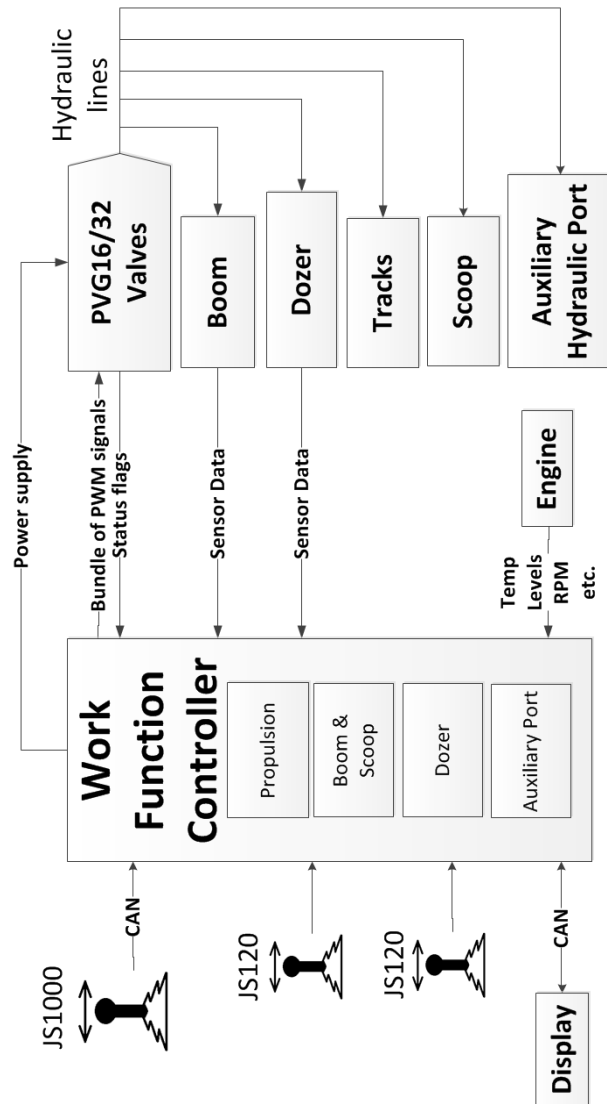 JS1000
JS120
JS120
Display
CAN
CAN
Work
Function
Controller
Propulsion
Boom &
Scoop
Dozer
Auxiliary Port
Power supply
Bundle of PWM signals
Status flags
Sensor Data
Sensor Data
Temp
Levels
RPM
etc.
Engine
PVG16/32
Valves
Boom
Dozer
Tracks
Scoop
Auxiliary
Hydraulic Port
Hydraulic
lines